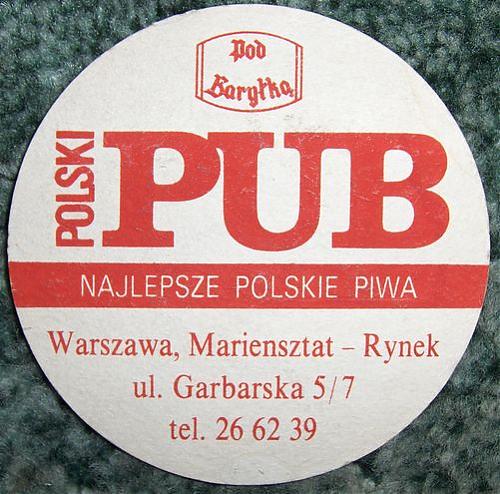 Pod
Baryłką
POLSKI
PUB
NAJLEPSZE POLSKIE PIWA
Warszawa, Mariensztat – Rynek
ul. Garbarska 5/7
tel. 26 62 39